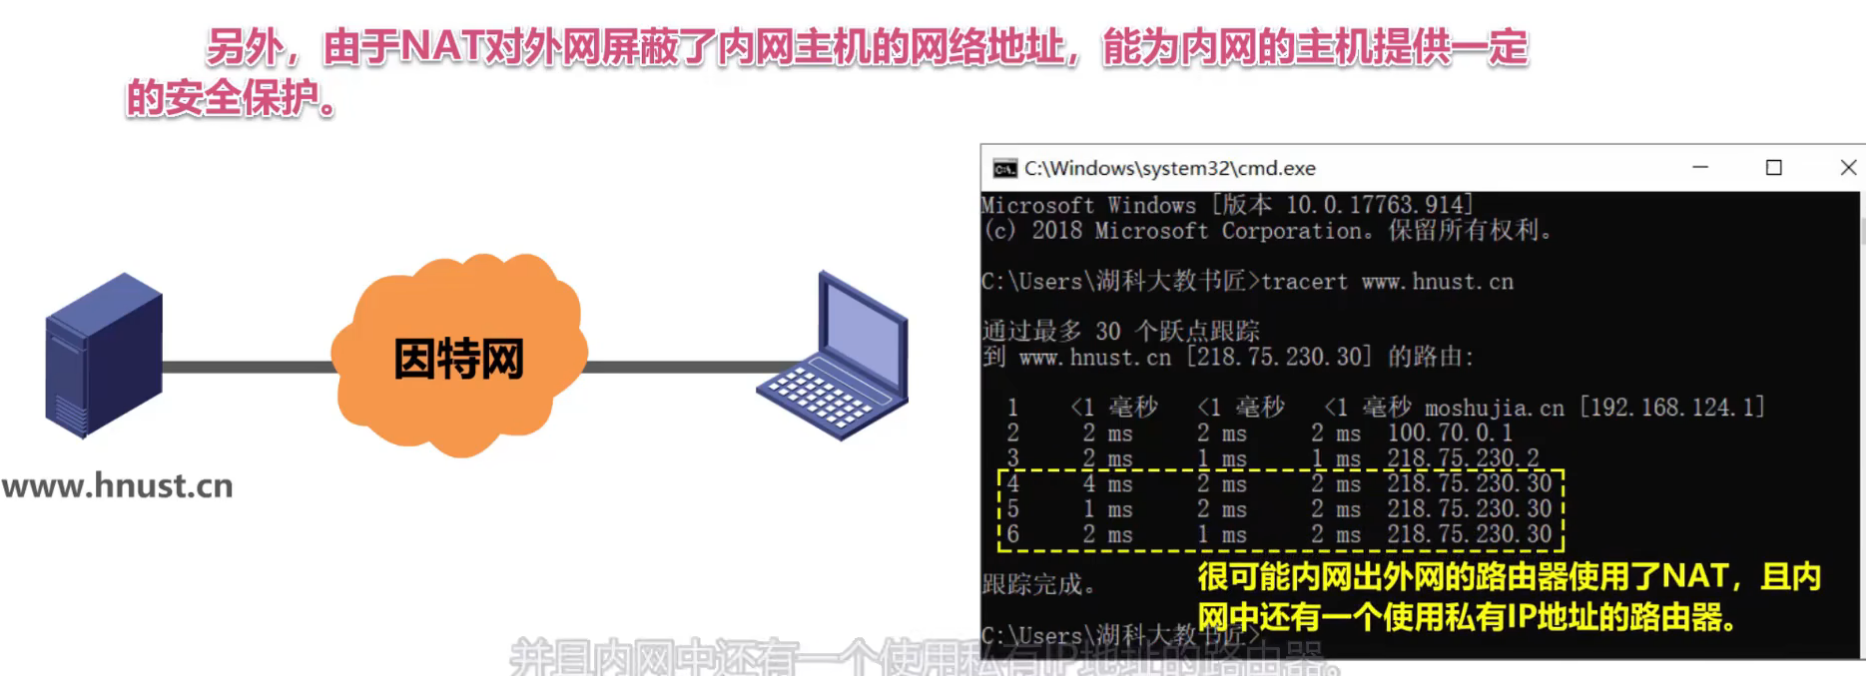 另外，由于NAT对外网屏蔽了内网主机的网络地址，能为内网的主机提供一定
的安全保护。
C:\Windows\system32\cmd.exe
Microsoft Windows [版本 10.0.17763.914]
(c) 2018 Microsoft Corporation。保留所有权利。
C:\Users\湖科大教书匠>tracert www.hnust.cn
通过最多 30 个跃点跟踪
到 www.hnust.cn [218.75.230.30] 的路由:
1 <1 毫秒 <1 毫秒 <1 毫秒 moshujia.cn [192.168.124.1]
2 2 ms 2 ms 2 ms 100.70.0.1
3 2 ms 1 ms 1 ms 218.75.230.2
4 4 ms 2 ms 2 ms 218.75.230.30
5 1 ms 2 ms 2 ms 218.75.230.30
6 2 ms 1 ms 2 ms 218.75.230.30
跟踪完成。
C:\Users\湖科大教书匠>
很可能内网出外网的路由器使用了NAT，且内
网中还有一个使用私有IP地址的路由器。
因特网
www.hnust.cn
并且内网中还有一个使用私有IP地址的路由器。